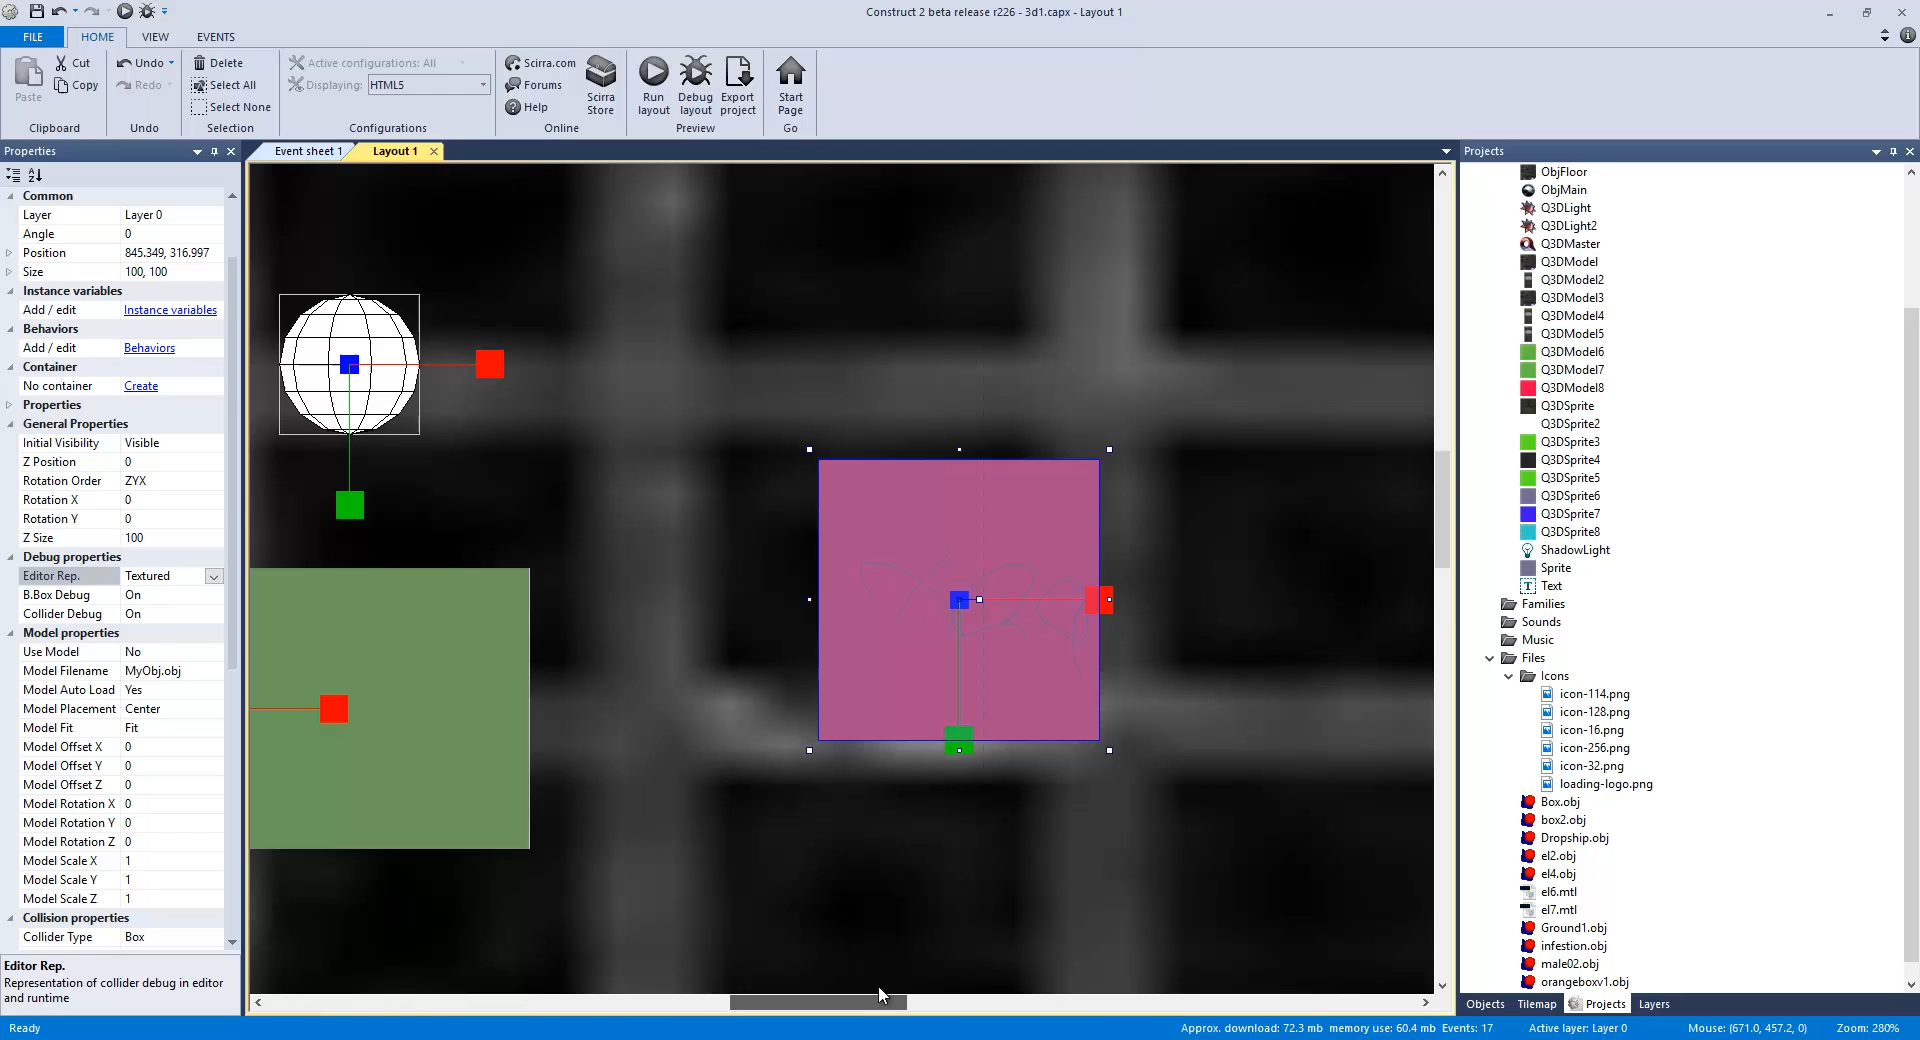 Construct 2 beta release r226 - 3d1.capx - Layout 1
FILE HOME VIEW EVENTS
Paste
Cut
Copy
Clipboard
Undo
Redo
Undo
Delete
Select All
Select None
Selection
Active configurations: All
Displaying: HTML5
Configurations
Scirra.com
Forums
Help
Scirra Store
Online
Run layout
Debug layout
Export project
Preview
Start Page
Go
Properties
Event sheet 1
Layout 1
Projects
Common
Layer Layer 0
Angle 0
Position 845.349, 316.997
Size 100, 100
Instance variables
Add / edit Instance variables
Behaviors
Add / edit Behaviors
Container
No container Create
Properties
General Properties
Initial Visibility Visible
Z Position 0
Rotation Order ZYX
Rotation X 0
Rotation Y 0
Z Size 100
Debug properties
Editor Rep. Textured
B.Box Debug On
Collider Debug On
Model properties
Use Model No
Model Filename MyObj.obj
Model Auto Load Yes
Model Placement Center
Model Fit Fit
Model Offset X 0
Model Offset Y 0
Model Offset Z 0
Model Rotation X 0
Model Rotation Y 0
Model Rotation Z 0
Model Scale X 1
Model Scale Y 1
Model Scale Z 1
Collision properties
Collider Type Box
Editor Rep.
Representation of collider debug in editor
and runtime
ObjFloor
ObjMain
Q3DLight
Q3DLight2
Q3DMaster
Q3DModel
Q3DModel2
Q3DModel3
Q3DModel4
Q3DModel5
Q3DModel6
Q3DModel7
Q3DModel8
Q3DSprite
Q3DSprite2
Q3DSprite3
Q3DSprite4
Q3DSprite5
Q3DSprite6
Q3DSprite7
Q3DSprite8
ShadowLight
Sprite
Text
Families
Sounds
Music
Files
Icons
icon-114.png
icon-128.png
icon-16.png
icon-256.png
icon-32.png
loading-logo.png
Box.obj
box2.obj
Dropship.obj
el2.obj
el4.obj
el6.mtl
el7.mtl
Ground1.obj
infestion.obj
male02.obj
orangeboxv1.obj
Objects Tilemap Projects Layers
Ready
Approx. download: 72.3 mb memory use: 60.4 mb Events: 17 Active layer: Layer 0 Mouse: (671.0, 457.2, 0) Zoom: 280%